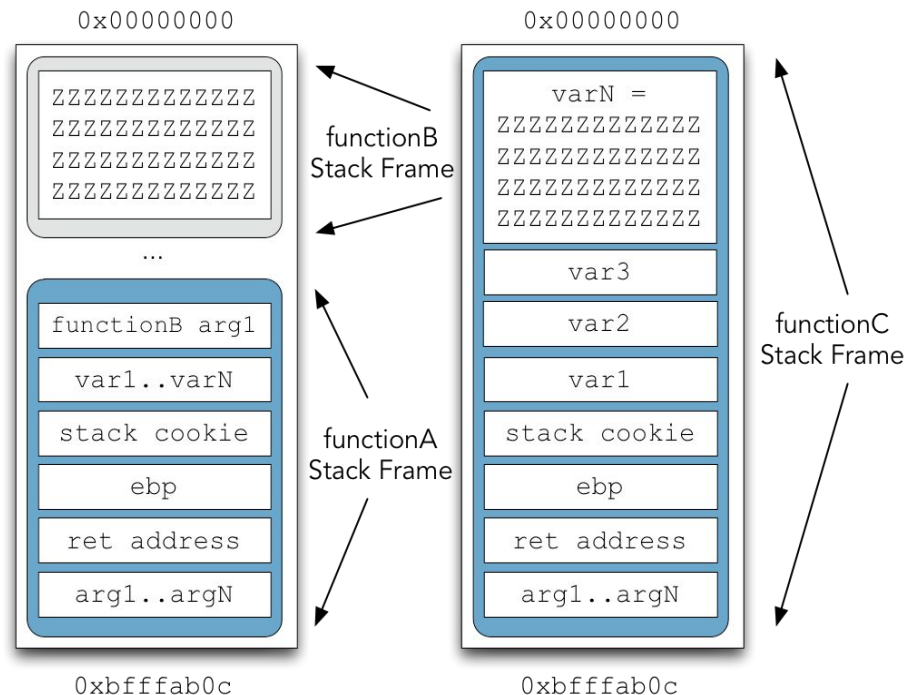 0x00000000
ZZZZZZZZZZZZZ
ZZZZZZZZZZZZZ
ZZZZZZZZZZZZZ
ZZZZZZZZZZZZZ
...
functionB arg1
var1..varN
stack cookie
ebp
ret address
arg1..argN
0xbfffab0c
functionB
Stack Frame
functionA
Stack Frame
0x00000000
varN =
ZZZZZZZZZZZZZ
ZZZZZZZZZZZZZ
ZZZZZZZZZZZZZ
ZZZZZZZZZZZZZ
var3
var2
var1
stack cookie
ebp
ret address
arg1..argN
0xbfffab0c
functionC
Stack Frame